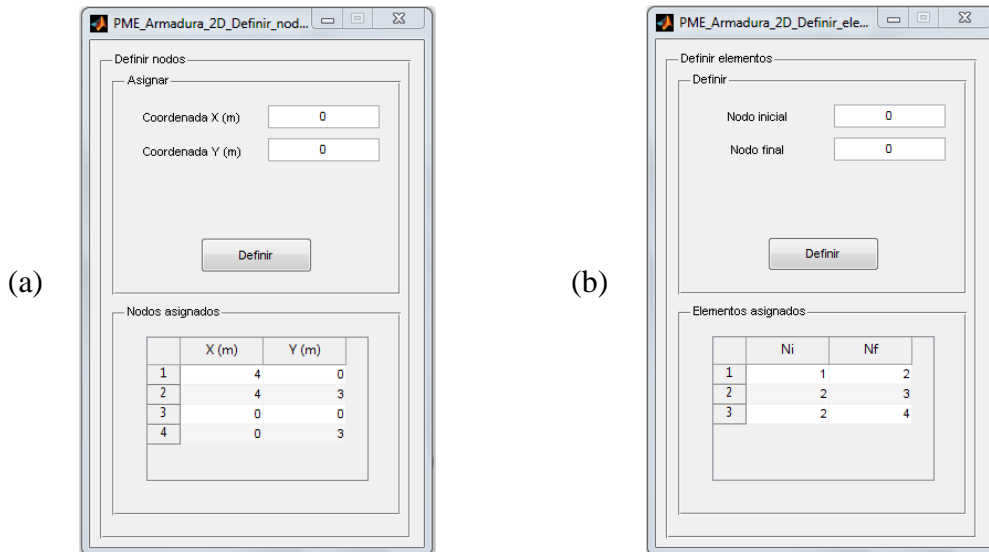 PME_Armadura_2D_Definir_nod...
Definir nodos
Asignar
Coordenada X (m) 0
Coordenada Y (m) 0
Definir
(a)
Nodos asignados
X (m) Y (m)
1 4 0
2 4 3
3 0 0
4 0 3
PME_Armadura_2D_Definir_ele...
Definir elementos
Definir
Nodo inicial 0
Nodo final 0
Definir
(b)
Elementos asignados
Ni Nf
1 1 2
2 2 3
3 2 4